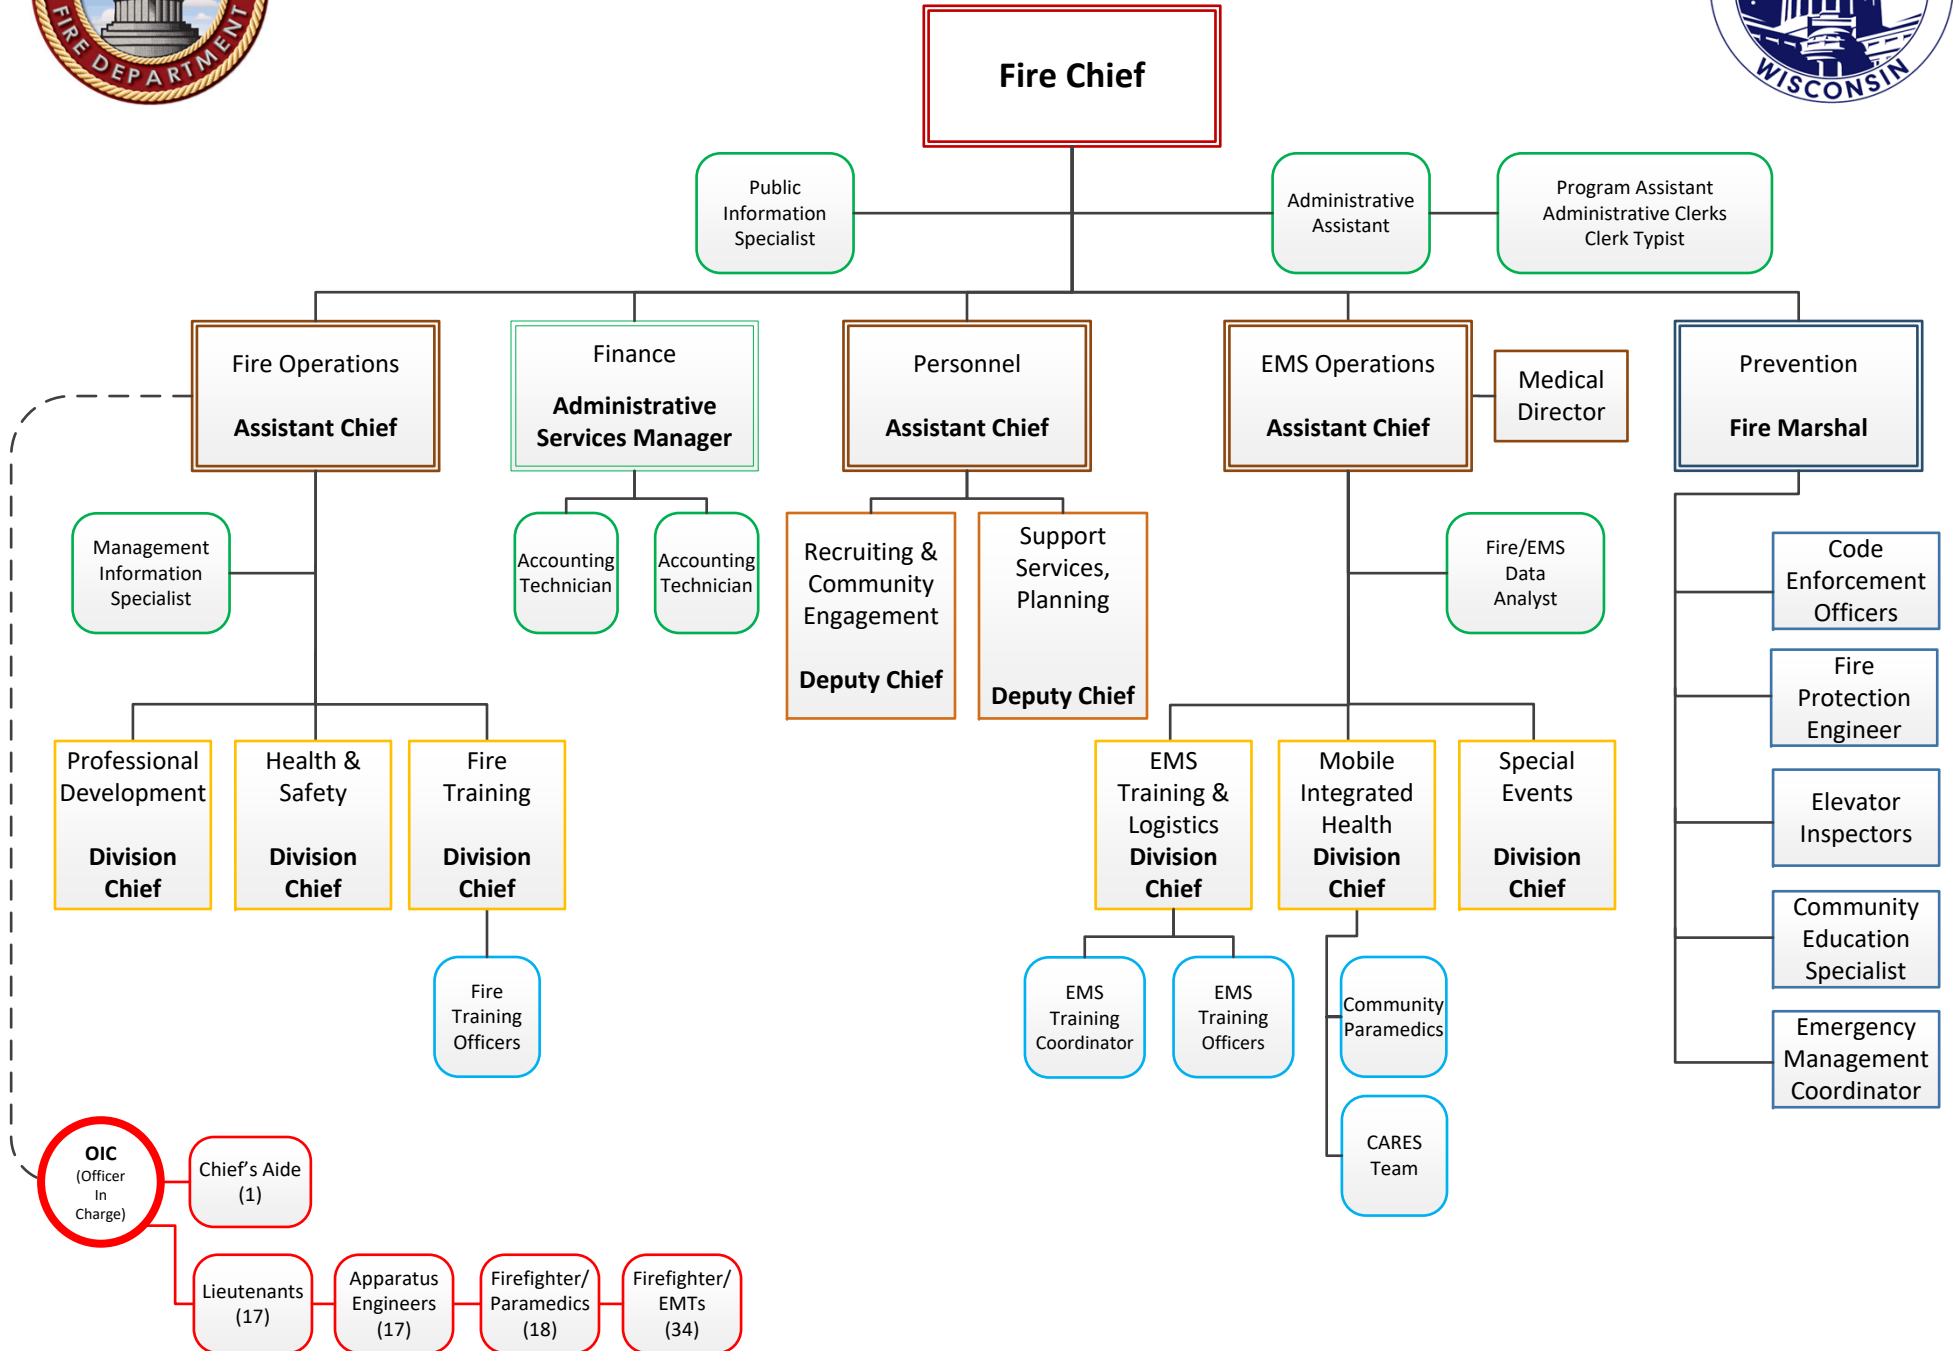 FIRE DEPARTMENT
WISCONSIN
Fire Chief
Public
Information
Specialist
Administrative
Assistant
Program Assistant
Administrative Clerks
Clerk Typist
Fire Operations
Assistant Chief
Finance
Administrative
Services Manager
Personnel
Assistant Chief
EMS Operations
Assistant Chief
Medical
Director
Prevention
Fire Marshal
Management
Information
Specialist
Accounting
Technician
Accounting
Technician
Recruiting &
Community
Engagement
Deputy Chief
Support
Services,
Planning
Deputy Chief
Fire/EMS
Data
Analyst
Code
Enforcement
Officers
Fire
Protection
Engineer
Elevator
Inspectors
Community
Education
Specialist
Emergency
Management
Coordinator
Professional
Development
Division
Chief
Health &
Safety
Division
Chief
Fire
Training
Division
Chief
EMS
Training &
Logistics
Division
Chief
Mobile
Integrated
Health
Division
Chief
Special
Events
Division
Chief
Fire
Training
Officers
EMS
Training
Coordinator
EMS
Training
Officers
Community
Paramedics
CARES
Team
OIC
(Officer
In
Charge)
Chief's Aide
(1)
Lieutenants
(17)
Apparatus
Engineers
(17)
Firefighter/
Paramedics
(18)
Firefighter/
EMTs
(34)